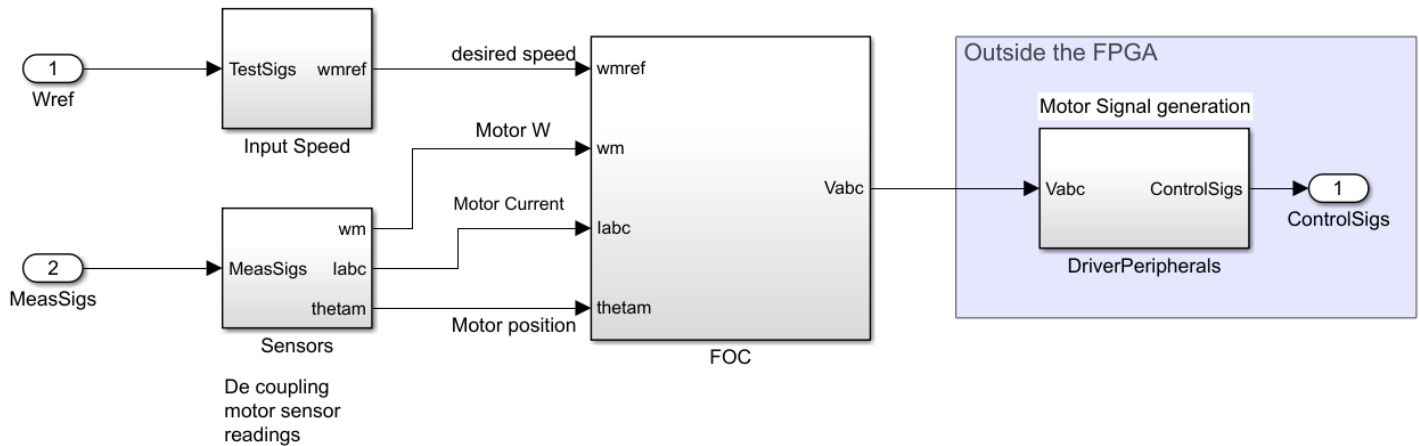 1
Wref
TestSigs
wmref
Input Speed
desired speed
Motor W
Motor Current
Motor position
2
MeasSigs
MeasSigs
wm
Iabc
thetam
Sensors
De coupling
motor sensor
readings
wmref
wm
Iabc
thetam
Vabc
FOC
Outside the FPGA
Motor Signal generation
Vabc
ControlSigs
DriverPeripherals
1
ControlSigs